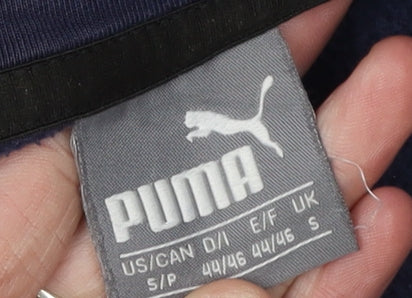 PUMA
US/CAN D/I E/F UK
S/P 44/46 44/46 S